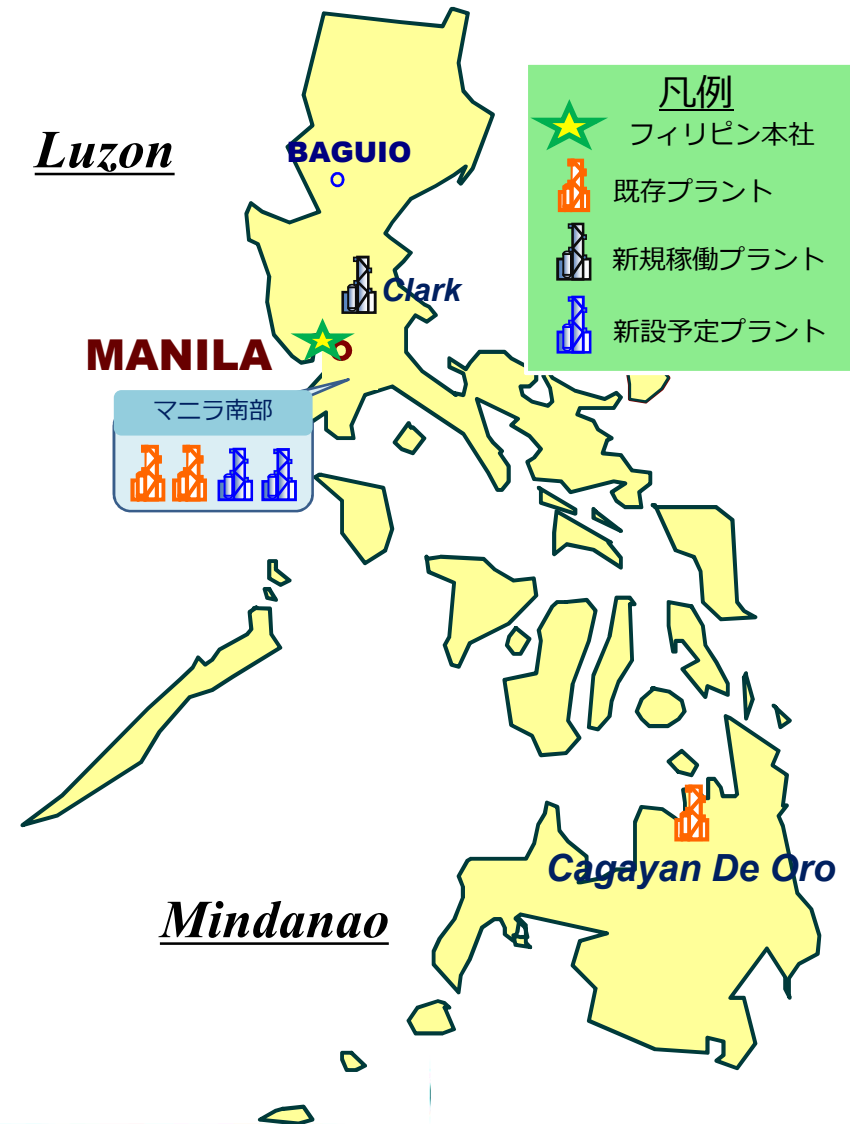 Luzon
BAGUIO
Clark
MANILA
マニラ南部
凡例
フィリピン本社
既存プラント
新規稼働プラント
新設予定プラント
Cagayan De Oro
Mindanao